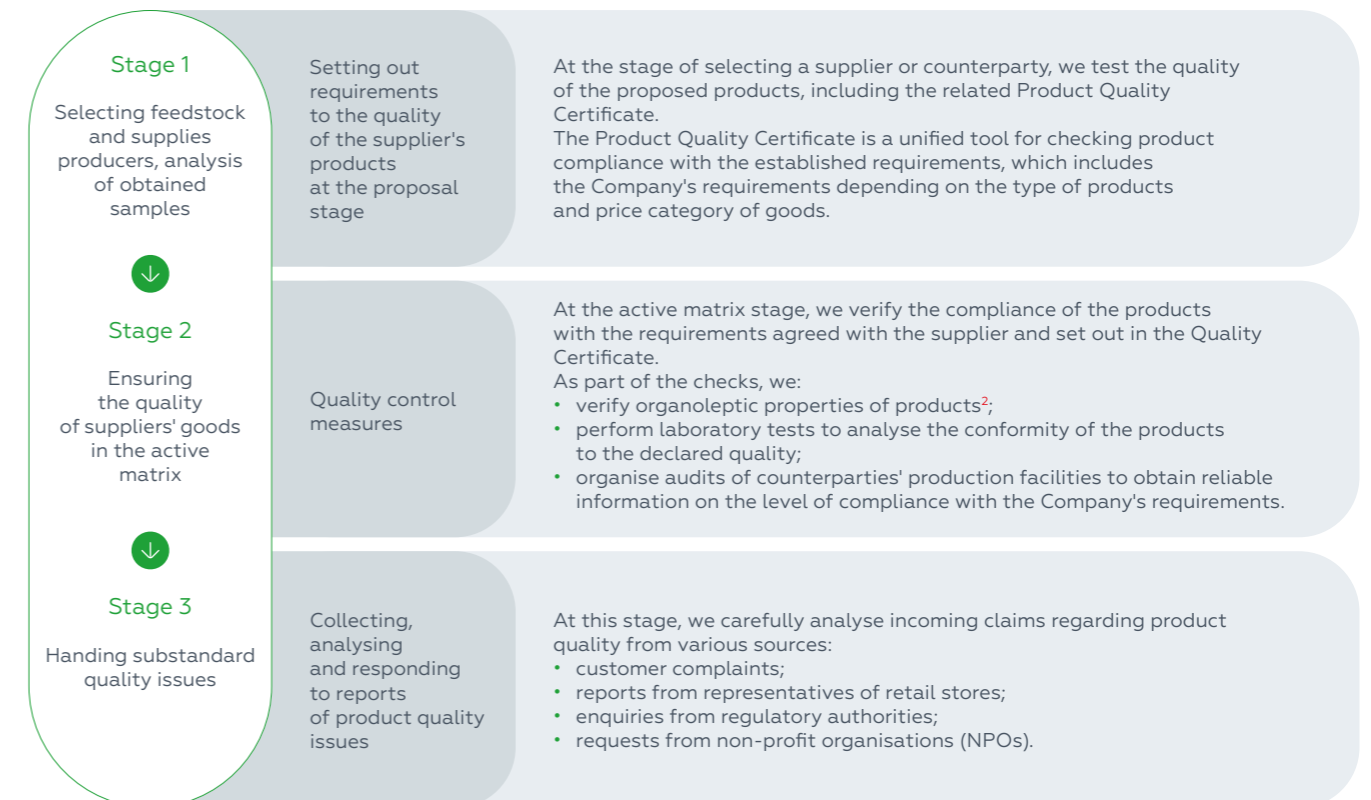 Stage 1
Selecting feedstock
and supplies
producers, analysis
of obtained
samples
Setting out
requirements
to the quality
of the supplier's
products
at the proposal
stage
At the stage of selecting a supplier or counterparty, we test the quality
of the proposed products, including the related Product Quality
Certificate.
The Product Quality Certificate is a unified tool for checking product
compliance with the established requirements, which includes
the Company's requirements depending on the type of products
and price category of goods.
Stage 2
Ensuring
the quality
of suppliers' goods
in the active
matrix
Quality control
measures
At the active matrix stage, we verify the compliance of the products
with the requirements agreed with the supplier and set out in the Quality
Certificate.
As part of the checks, we:
• verify organoleptic properties of products²;
• perform laboratory tests to analyse the conformity of the products
to the declared quality;
• organise audits of counterparties' production facilities to obtain reliable
information on the level of compliance with the Company's requirements.
Stage 3
Handing substandard
quality issues
Collecting,
analysing
and responding
to reports
of product quality
issues
At this stage, we carefully analyse incoming claims regarding product
quality from various sources:
• customer complaints;
• reports from representatives of retail stores;
• enquiries from regulatory authorities;
• requests from non-profit organisations (NPOs).